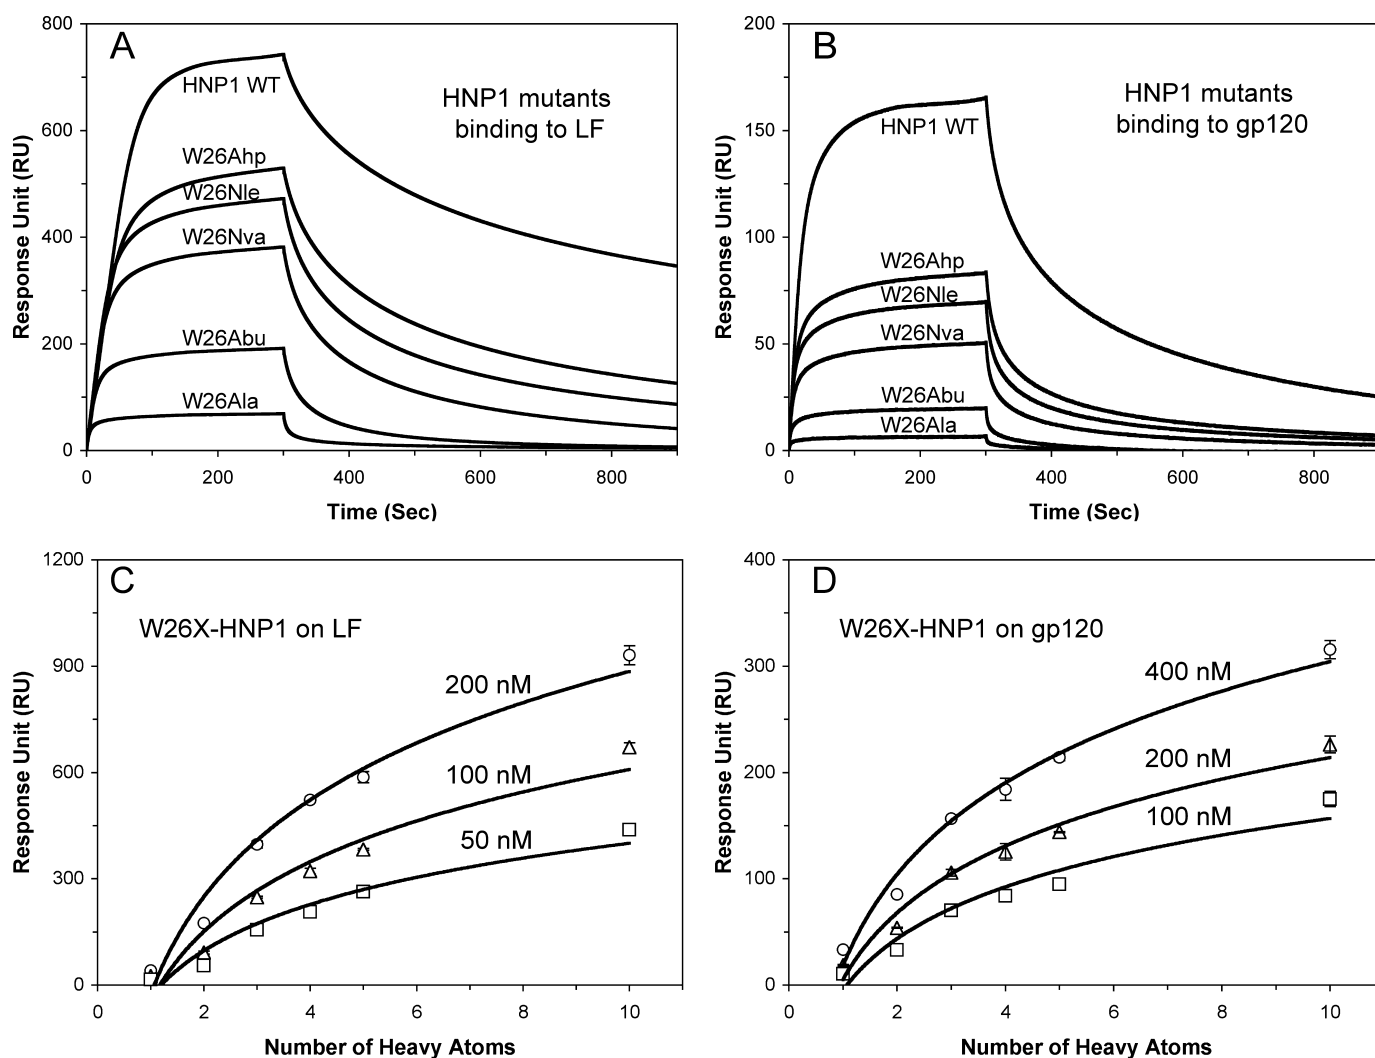 A
HNP1 mutants
binding to LF
HNP1 WT
W26Ahp
W26Nle
W26Nva
W26Abu
W26Ala
Response Unit (RU)
800
600
400
200
0
0 200 400 600 800
Time (Sec)
B
HNP1 mutants
binding to gp120
HNP1 WT
W26Ahp
W26Nle
W26Nva
W26Abu
W26Ala
Response Unit (RU)
200
150
100
50
0
0 200 400 600 800
Time (Sec)
C
W26X-HNP1 on LF
200 nM
100 nM
50 nM
Response Unit (RU)
1200
900
600
300
0
0 2 4 6 8 10
Number of Heavy Atoms
D
W26X-HNP1 on gp120
400 nM
200 nM
100 nM
Response Unit (RU)
400
300
200
100
0
0 2 4 6 8 10
Number of Heavy Atoms